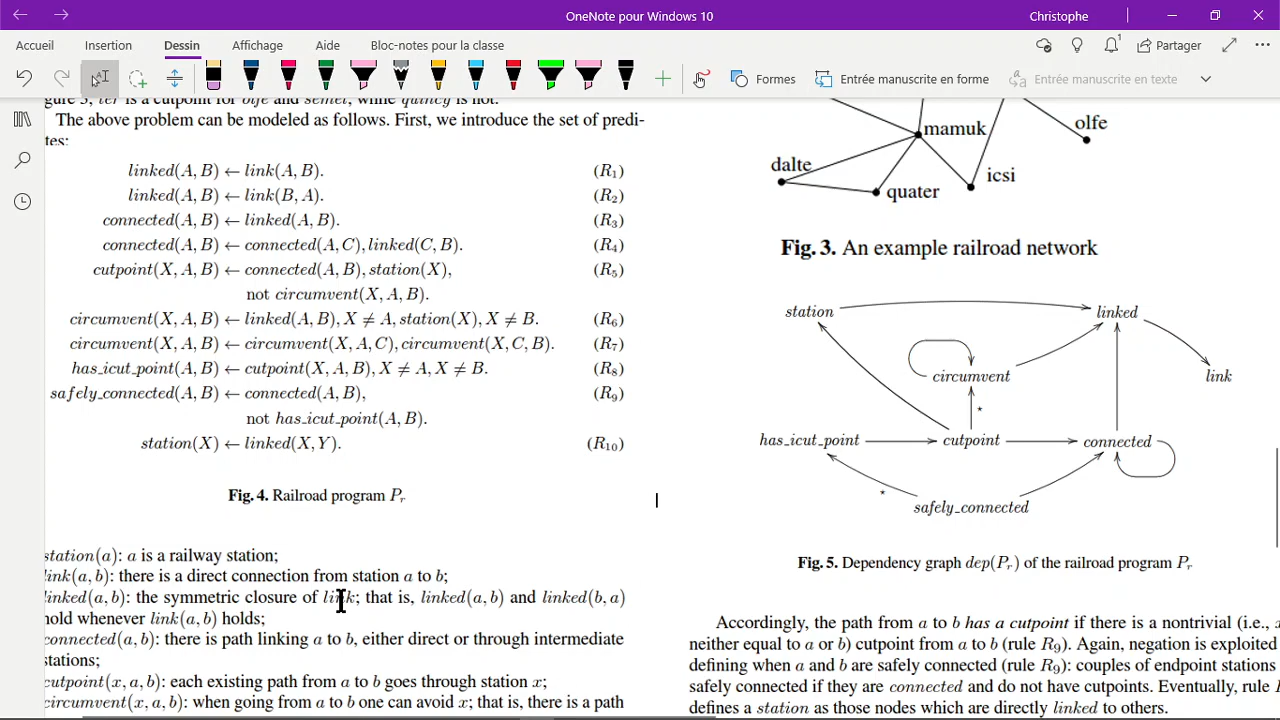 OneNote pour Windows 10
Christophe
Accueil
Insertion
Dessin
Affichage
Aide
Bloc-notes pour la classe
Partager
Formes
Entrée manuscrite en forme
Entrée manuscrite en texte
is a cutpoint for olfe and semel, while quincy is not.
The above problem can be modeled as follows. First, we introduce the set of predi-
tes:
linked(A, B) ← link(A, B). (R₁)
linked(A, B) ← link(B, A). (R₂)
connected(A, B) ← linked(A, B). (R₃)
connected(A, B) ← connected(A, C), linked(C, B). (R₄)
cutpoint(X, A, B) ← connected(A, B), station(X), (R₅)
not circumvent(X, A, B).
circumvent(X, A, B) ← linked(A, B), X ≠ A, station(X), X ≠ B. (R₆)
circumvent(X, A, B) ← circumvent(X, A, C), circumvent(X, C, B). (R₇)
has_icut_point(A, B) ← cutpoint(X, A, B), X ≠ A, X ≠ B. (R₈)
safely_connected(A, B) ← connected(A, B), (R₉)
not has_icut_point(A, B).
station(X) ← linked(X, Y). (R₁₀)
Fig. 4. Railroad program Pᵣ
station(a): a is a railway station;
link(a, b): there is a direct connection from station a to b;
linked(a, b): the symmetric closure of link; that is, linked(a, b) and linked(b, a)
hold whenever link(a, b) holds;
connected(a, b): there is path linking a to b, either direct or through intermediate
stations;
cutpoint(x, a, b): each existing path from a to b goes through station x;
circumvent(x, a, b): when going from a to b one can avoid x; that is, there is a path
mamuk
olfe
dalte
icsi
quater
Fig. 3. An example railroad network
station
linked
circumvent
link
*
has_icut_point
cutpoint
connected
*
safely_connected
Fig. 5. Dependency graph dep(Pᵣ) of the railroad program Pᵣ
Accordingly, the path from a to b has a cutpoint if there is a nontrivial (i.e.,
neither equal to a or b) cutpoint from a to b (rule R₉). Again, negation is exploited
defining when a and b are safely connected (rule R₉): couples of endpoint stations
safely connected if they are connected and do not have cutpoints. Eventually, rule
defines a station as those nodes which are directly linked to others.